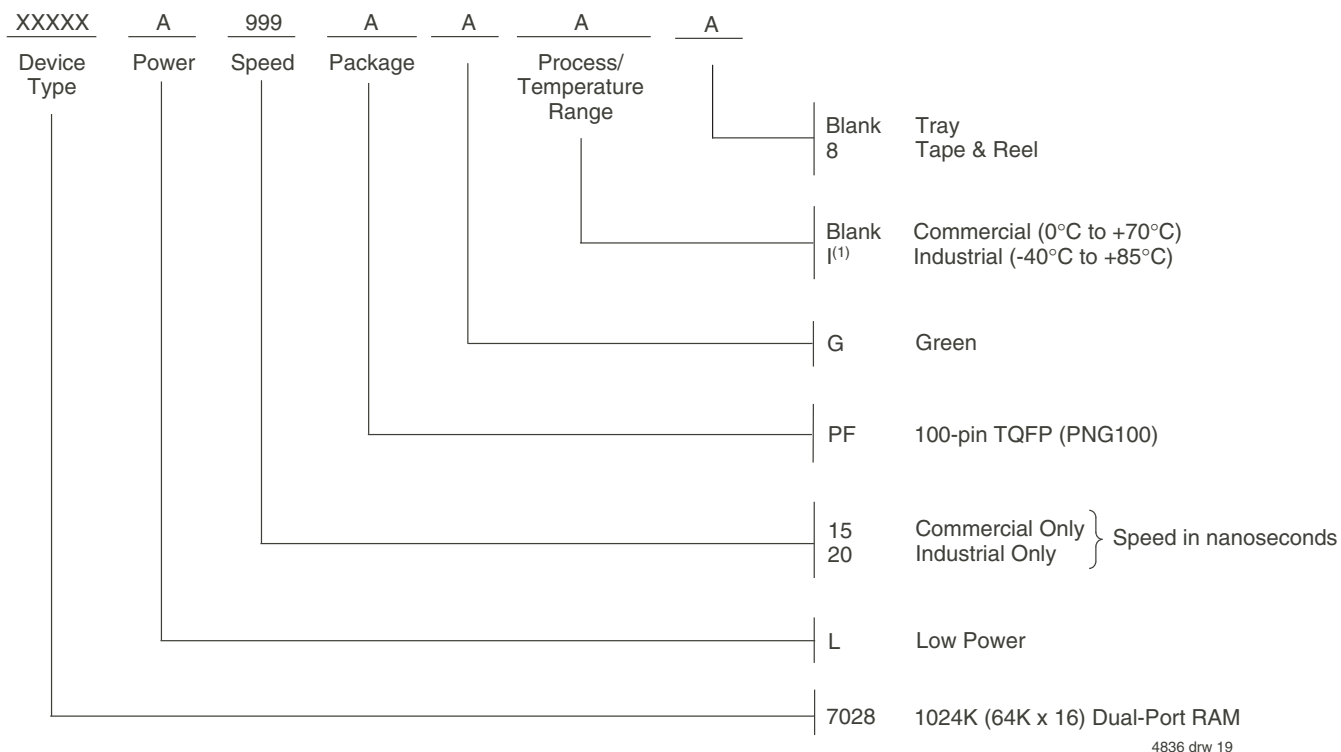 XXXXX A 999 A A A A
Device Type
Power
Speed
Package
Process/
Temperature
Range
Blank Tray
8 Tape & Reel
Blank Commercial (0°C to +70°C)
I(1) Industrial (-40°C to +85°C)
G Green
PF 100-pin TQFP (PNG100)
15 Commercial Only
20 Industrial Only
Speed in nanoseconds
L Low Power
7028 1024K (64K x 16) Dual-Port RAM
4836 drw 19